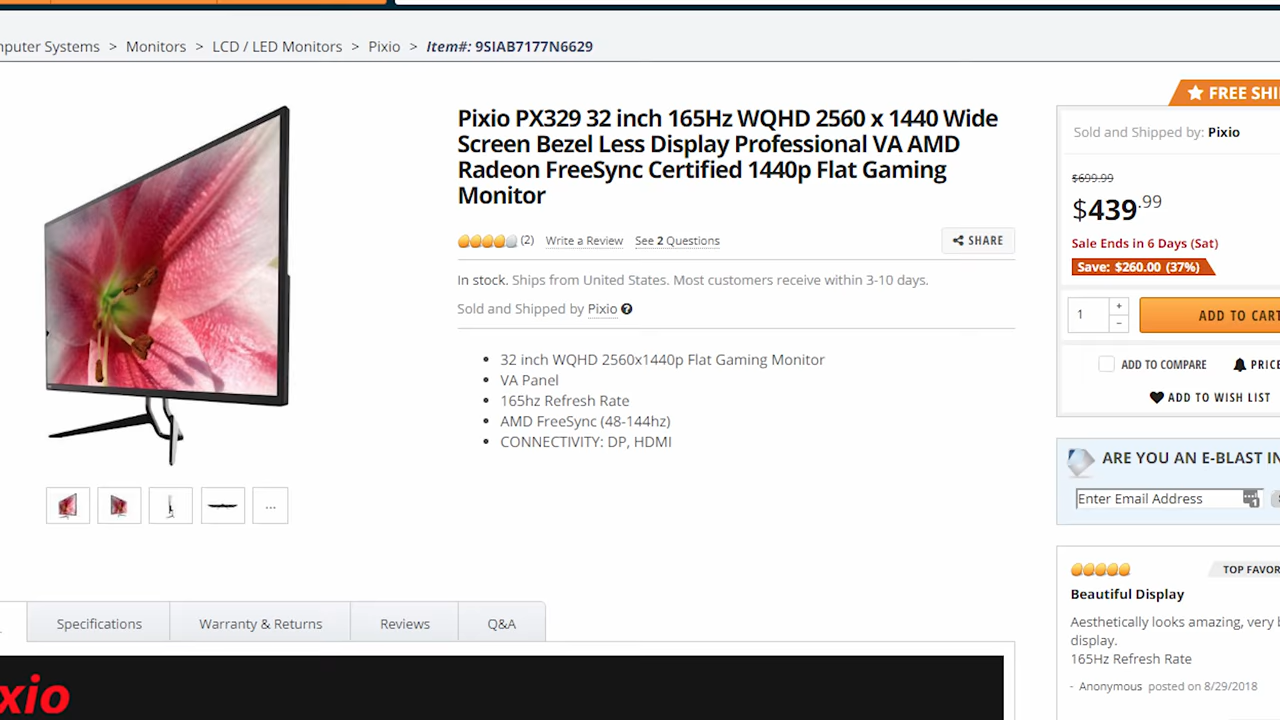 mputer Systems > Monitors > LCD / LED Monitors > Pixio > Item#: 9SIAB7177N6629
Pixio PX329 32 inch 165Hz WQHD 2560 x 1440 Wide
Screen Bezel Less Display Professional VA AMD
Radeon FreeSync Certified 1440p Flat Gaming
Monitor
(2) Write a Review See 2 Questions
SHARE
In stock. Ships from United States. Most customers receive within 3-10 days.
Sold and Shipped by Pixio ?
• 32 inch WQHD 2560x1440p Flat Gaming Monitor
• VA Panel
• 165hz Refresh Rate
• AMD FreeSync (48-144hz)
• CONNECTIVITY: DP, HDMI
...
FREE SHI
Sold and Shipped by: Pixio
$699.99
$439.99
Sale Ends in 6 Days (Sat)
Save: $260.00 (37%)
1 + −
ADD TO CART
ADD TO COMPARE PRICE
ADD TO WISH LIST
ARE YOU AN E-BLAST IN
Enter Email Address
TOP FAVOR
Beautiful Display
Aesthetically looks amazing, very b
display.
165Hz Refresh Rate
- Anonymous posted on 8/29/2018
Specifications Warranty & Returns Reviews Q&A
xio